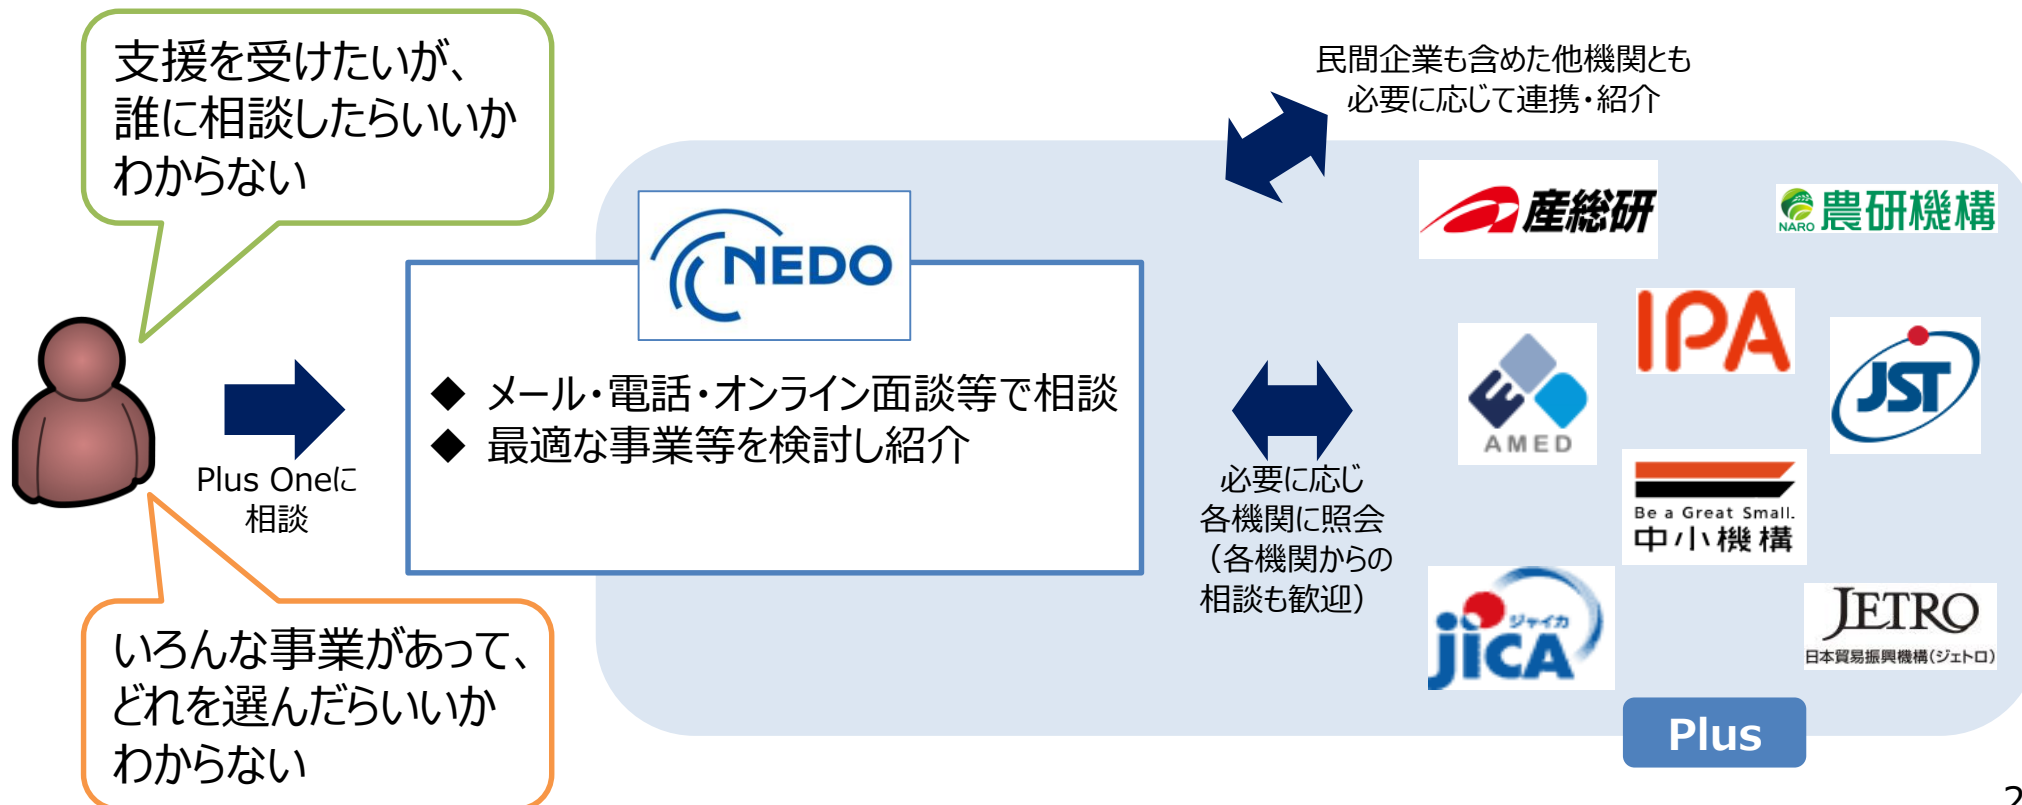 支援を受けたいが、
誰に相談したらいいか
わからない
民間企業も含めた他機関とも
必要に応じて連携・紹介
NEDO
産総研
NARO 農研機構
IPA
AMED
JST
◆ メール・電話・オンライン面談等で相談
◆ 最適な事業等を検討し紹介
Plus Oneに
相談
必要に応じ
各機関に照会
（各機関からの
相談も歓迎）
Be a Great Small.
中小機構
ジャイカ
jICA
JETRO
日本貿易振興機構(ジェトロ)
いろんな事業があって、
どれを選んだらいいか
わからない
Plus
2